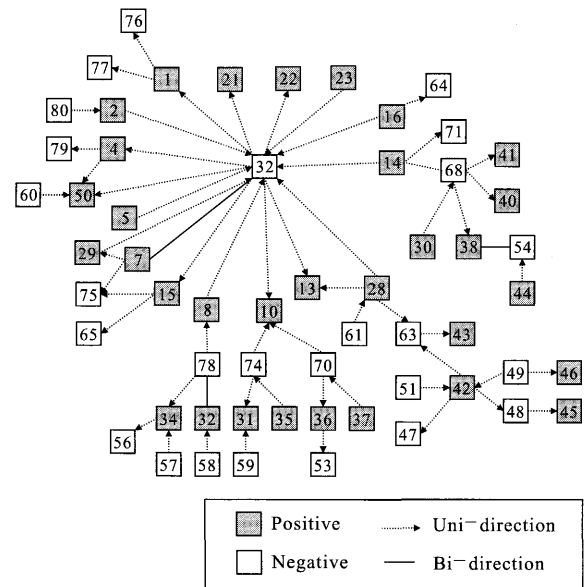 76
77 1 21 22 23 64
80 2 16
79 4 71
32 14 68 41
60 50 40
5
29 7 30 38 54
75 15 13 28 44
8 10
65 61 63 43
78 74 70
51 42 49 46
34 32 31 35 36 37 48 45
56 47
57 58 59 53
Positive Uni-direction
Negative Bi-direction